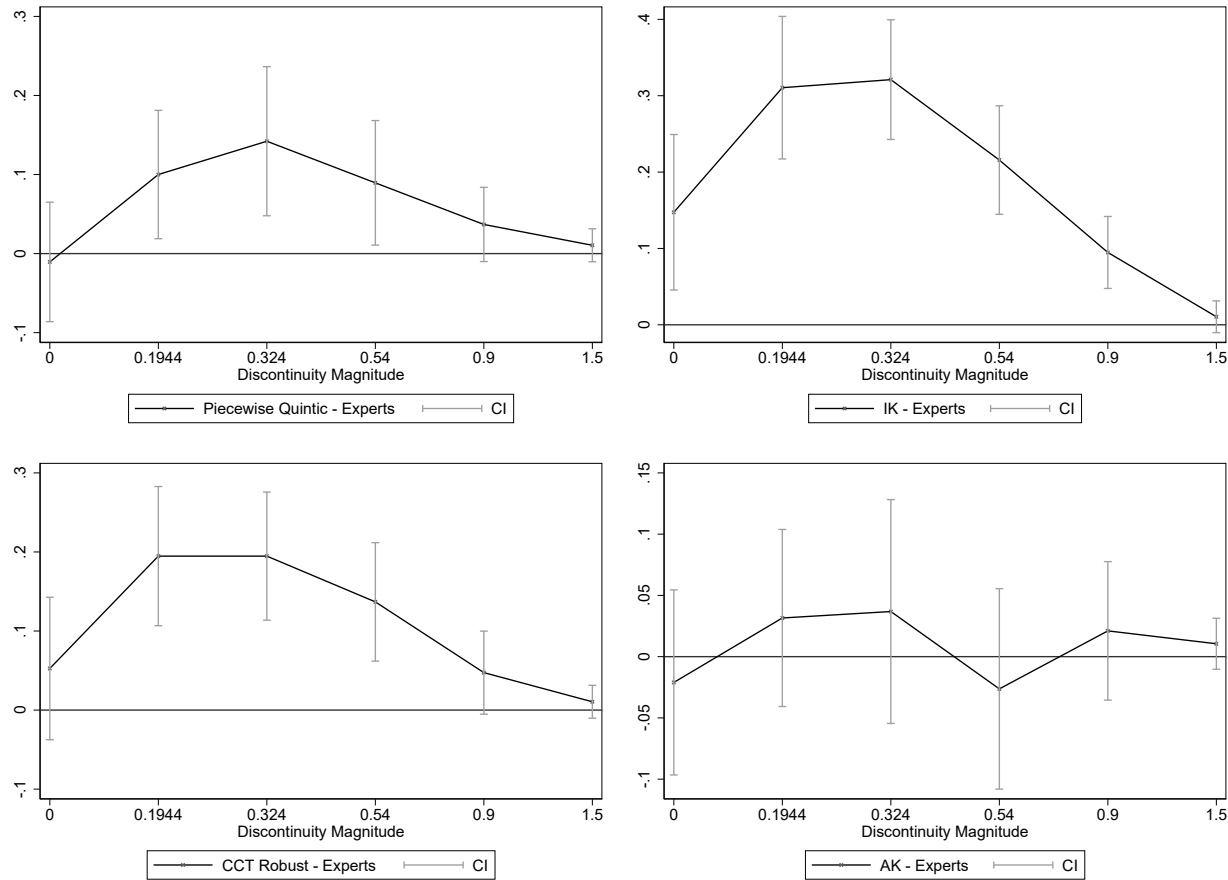 .3
.2
.1
0
-.1
0 0.1944 0.324 0.54 0.9 1.5
Discontinuity Magnitude
Piecewise Quintic - Experts CI
.4
.3
.2
.1
0
0 0.1944 0.324 0.54 0.9 1.5
Discontinuity Magnitude
IK - Experts CI
.3
.2
.1
0
-.1
0 0.1944 0.324 0.54 0.9 1.5
Discontinuity Magnitude
CCT Robust - Experts CI
.15
.1
.05
0
-.05
-.1
0 0.1944 0.324 0.54 0.9 1.5
Discontinuity Magnitude
AK - Experts CI